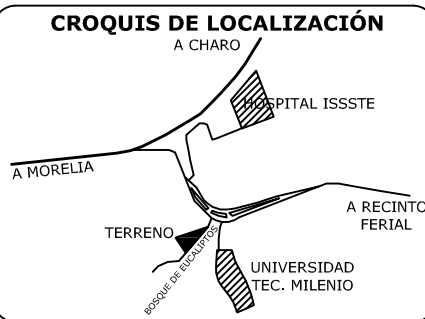 CROQUIS DE LOCALIZACIÓN
A CHARO
HOSPITAL ISSSTE
A MORELIA
A RECINTO
FERIAL
TERRENO
BOSQUE DE EUCALIPTOS
UNIVERSIDAD
TEC. MILENIO